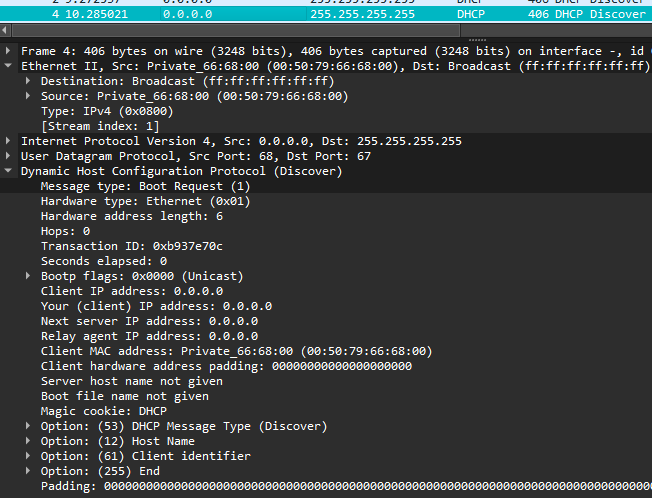 2 9.272557 0.0.0.0 255.255.255.255 DHCP 406 DHCP Discover
4 10.285021 0.0.0.0 255.255.255.255 DHCP 406 DHCP Discover
Frame 4: 406 bytes on wire (3248 bits), 406 bytes captured (3248 bits) on interface -, id
Ethernet II, Src: Private_66:68:00 (00:50:79:66:68:00), Dst: Broadcast (ff:ff:ff:ff:ff:ff)
Destination: Broadcast (ff:ff:ff:ff:ff:ff)
Source: Private_66:68:00 (00:50:79:66:68:00)
Type: IPv4 (0x0800)
[Stream index: 1]
Internet Protocol Version 4, Src: 0.0.0.0, Dst: 255.255.255.255
User Datagram Protocol, Src Port: 68, Dst Port: 67
Dynamic Host Configuration Protocol (Discover)
Message type: Boot Request (1)
Hardware type: Ethernet (0x01)
Hardware address length: 6
Hops: 0
Transaction ID: 0xb937e70c
Seconds elapsed: 0
Bootp flags: 0x0000 (Unicast)
Client IP address: 0.0.0.0
Your (client) IP address: 0.0.0.0
Next server IP address: 0.0.0.0
Relay agent IP address: 0.0.0.0
Client MAC address: Private_66:68:00 (00:50:79:66:68:00)
Client hardware address padding: 00000000000000000000
Server host name not given
Boot file name not given
Magic cookie: DHCP
Option: (53) DHCP Message Type (Discover)
Option: (12) Host Name
Option: (61) Client identifier
Option: (255) End
Padding: 0000000000000000000000000000000000000000000000000000000000000000000000000000